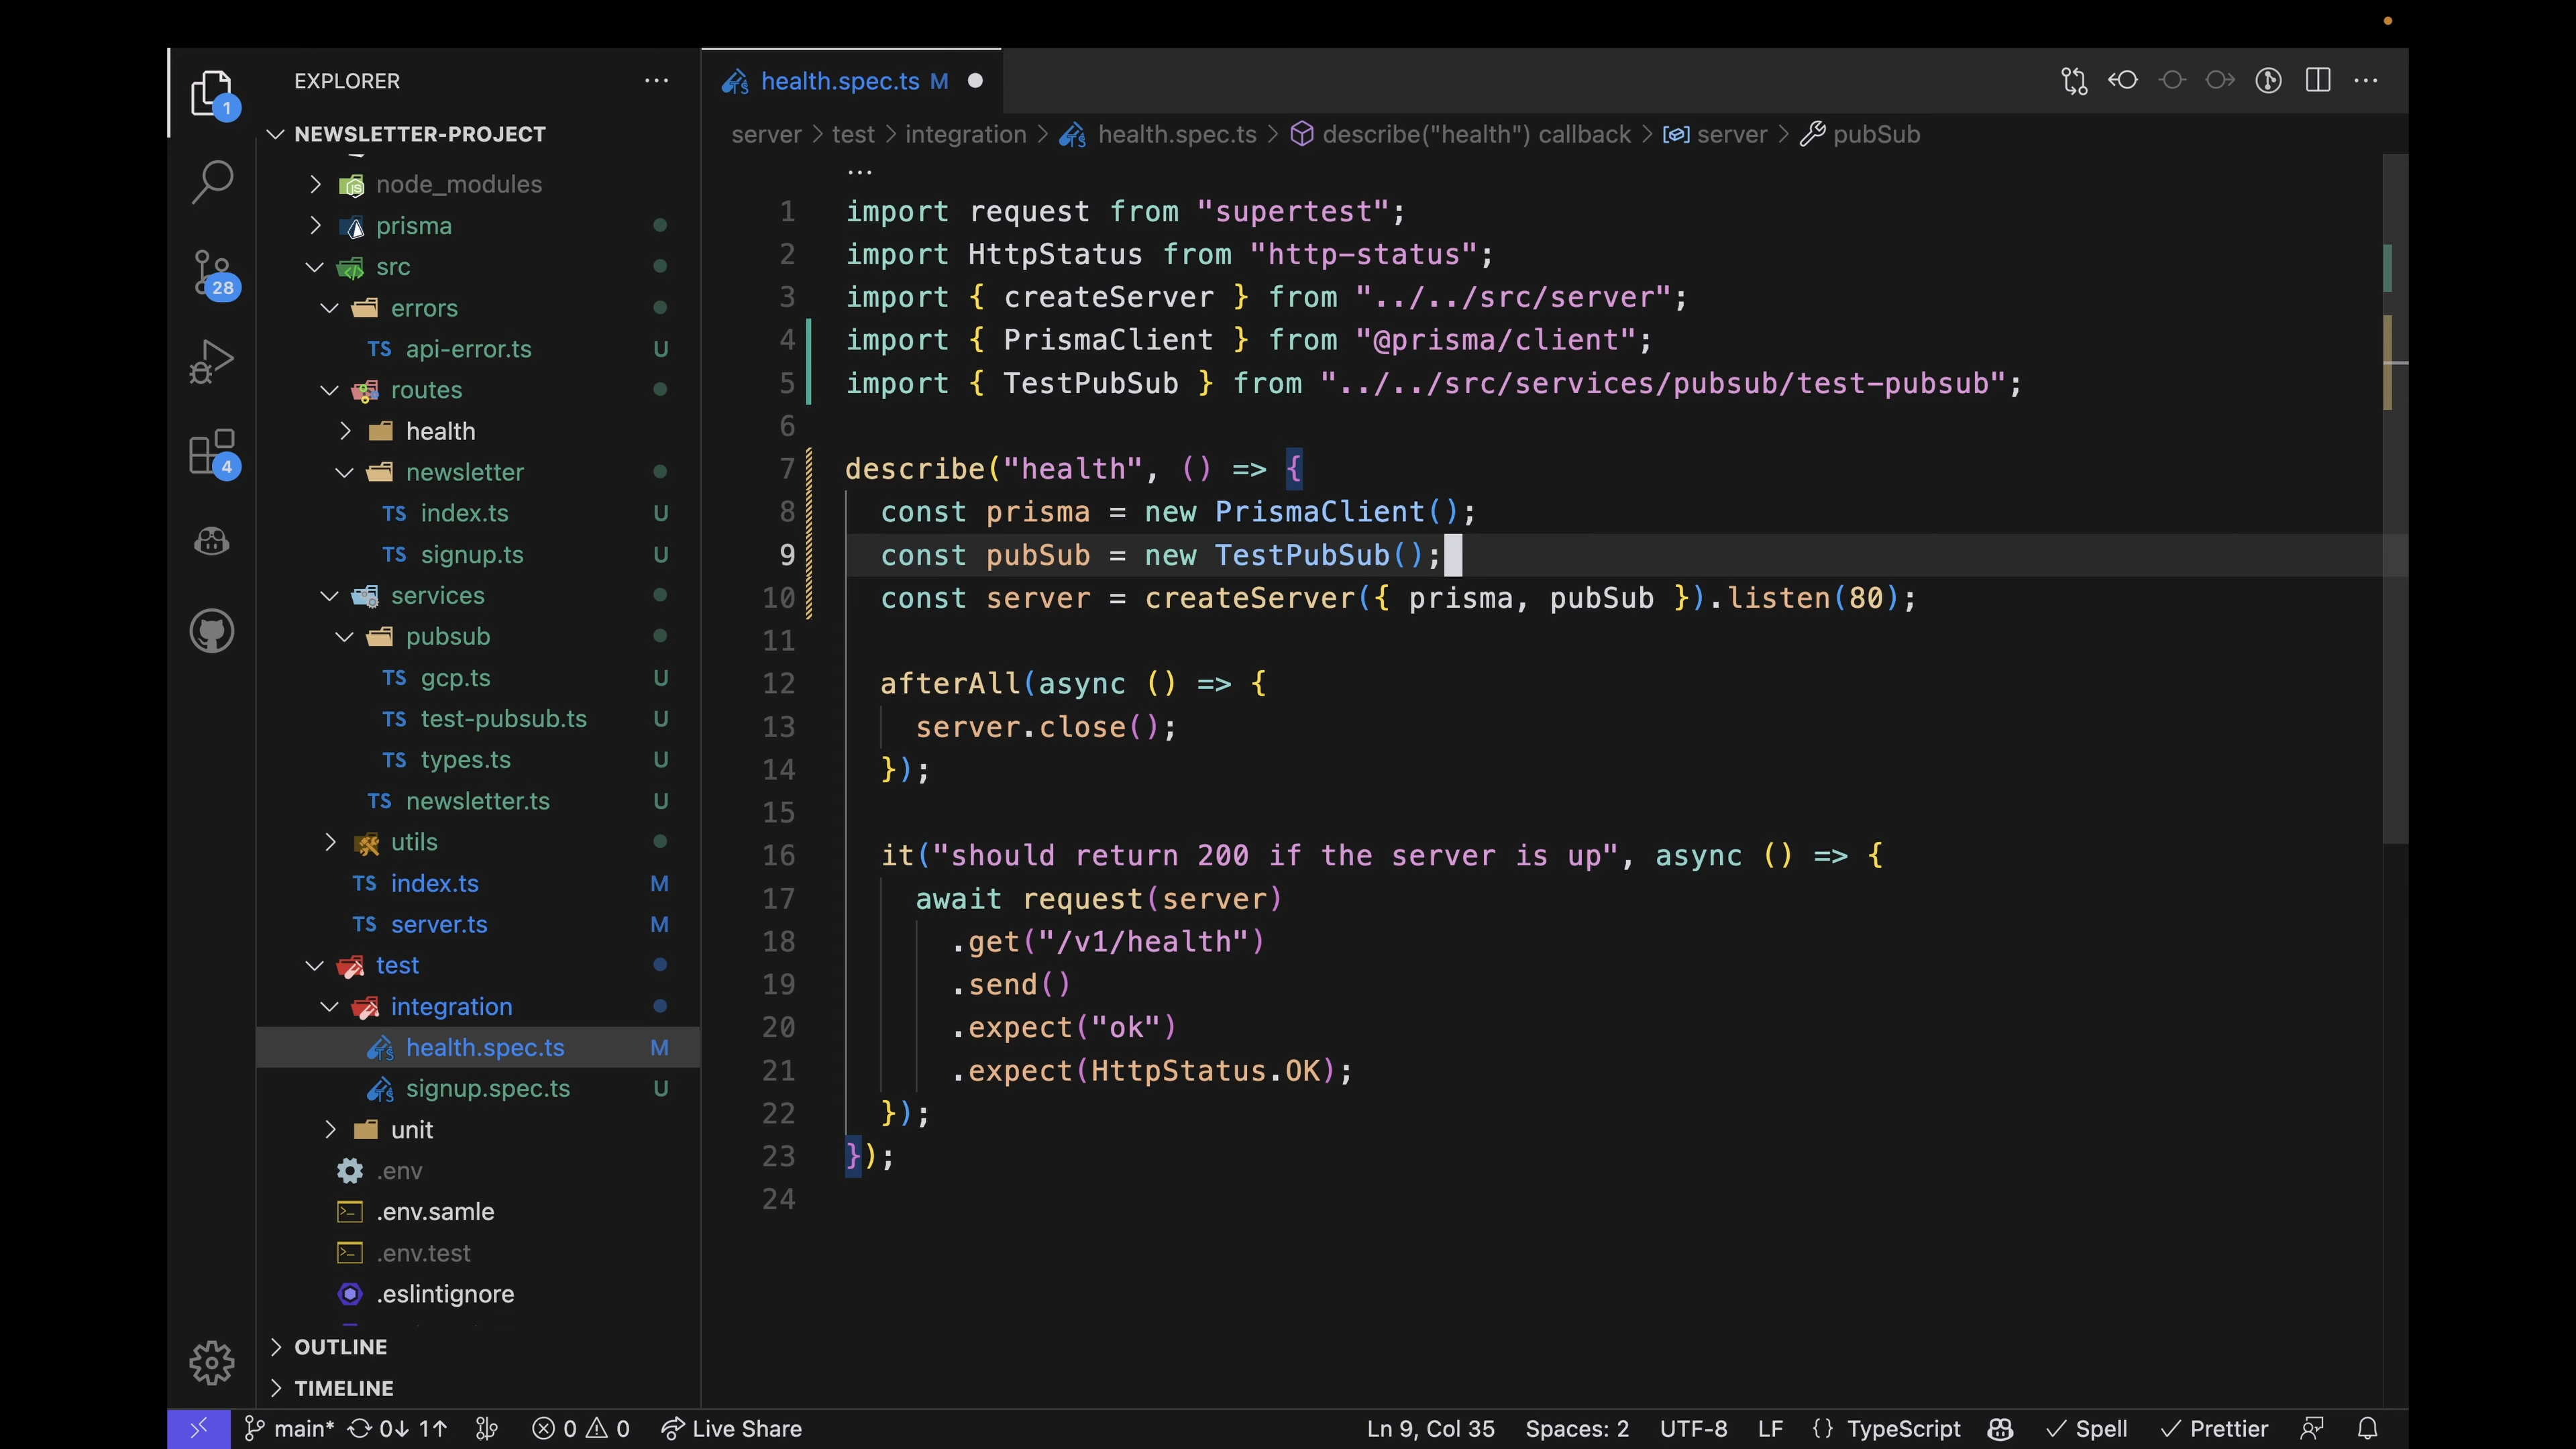 EXPLORER
NEWSLETTER-PROJECT
node_modules
prisma
src
errors
api-error.ts U
routes
health
newsletter
index.ts U
signup.ts U
services
pubsub
gcp.ts U
test-pubsub.ts U
types.ts U
newsletter.ts U
utils
index.ts M
server.ts M
test
integration
health.spec.ts M
signup.spec.ts U
unit
.env
.env.samle
.env.test
.eslintignore
OUTLINE
TIMELINE
1
28
4
health.spec.ts M
server > test > integration > health.spec.ts > describe("health") callback > server > pubSub
...
1 import request from "supertest";
2 import HttpStatus from "http-status";
3 import { createServer } from "../../src/server";
4 import { PrismaClient } from "@prisma/client";
5 import { TestPubSub } from "../../src/services/pubsub/test-pubsub";
6
7 describe("health", () => {
8 const prisma = new PrismaClient();
9 const pubSub = new TestPubSub();
10 const server = createServer({ prisma, pubSub }).listen(80);
11
12 afterAll(async () => {
13 server.close();
14 });
15
16 it("should return 200 if the server is up", async () => {
17 await request(server)
18 .get("/v1/health")
19 .send()
20 .expect("ok")
21 .expect(HttpStatus.OK);
22 });
23 });
24
main* 0↓ 1↑ 0 0 Live Share Ln 9, Col 35 Spaces: 2 UTF-8 LF {} TypeScript Spell Prettier